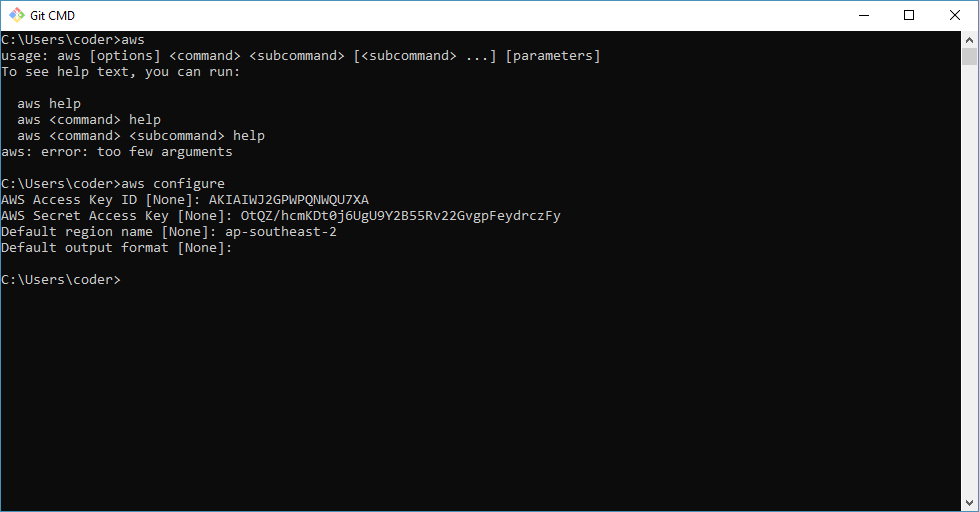 Git CMD
C:\Users\coder>aws
usage: aws [options] <command> <subcommand> [<subcommand> ...] [parameters]
To see help text, you can run:
aws help
aws <command> help
aws <command> <subcommand> help
aws: error: too few arguments
C:\Users\coder>aws configure
AWS Access Key ID [None]: AKIAIWJ2GPWPQNWQU7XA
AWS Secret Access Key [None]: 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
Default region name [None]: ap-southeast-2
Default output format [None]:
C:\Users\coder>